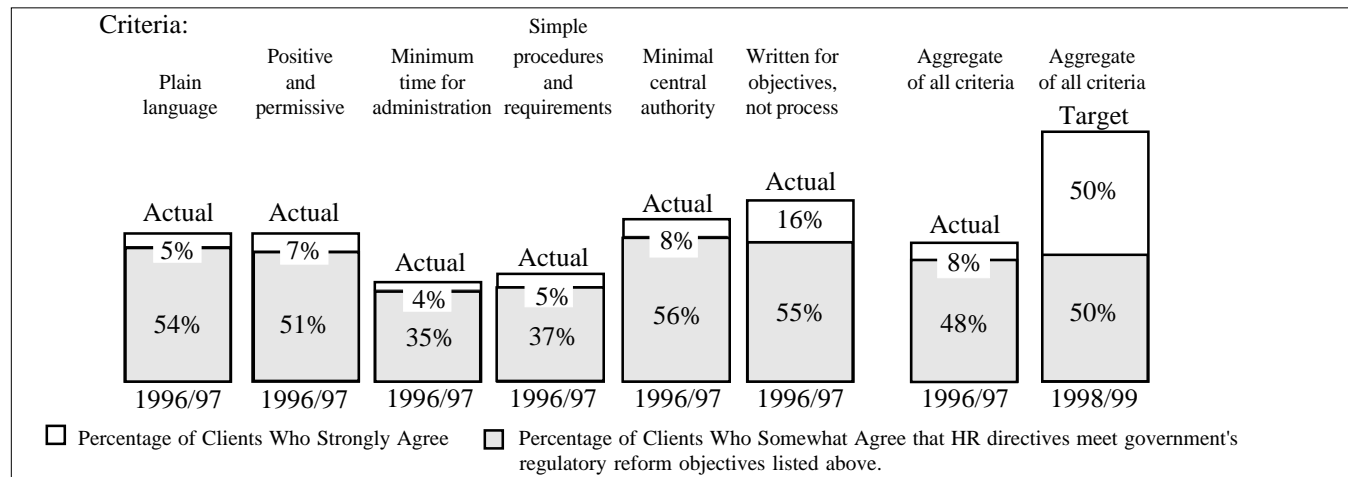 Criteria:
Plain
language
Positive
and
permissive
Minimum
time for
administration
Simple
procedures
and
requirements
Minimal
central
authority
Written for
objectives,
not process
Aggregate
of all criteria
Aggregate
of all criteria
Target
50%
50%
1998/99
Actual
5%
54%
1996/97
Actual
7%
51%
1996/97
Actual
4%
35%
1996/97
Actual
5%
37%
1996/97
Actual
8%
56%
1996/97
Actual
16%
55%
1996/97
Actual
8%
48%
1996/97
Percentage of Clients Who Strongly Agree
Percentage of Clients Who Somewhat Agree that HR directives meet government's
regulatory reform objectives listed above.